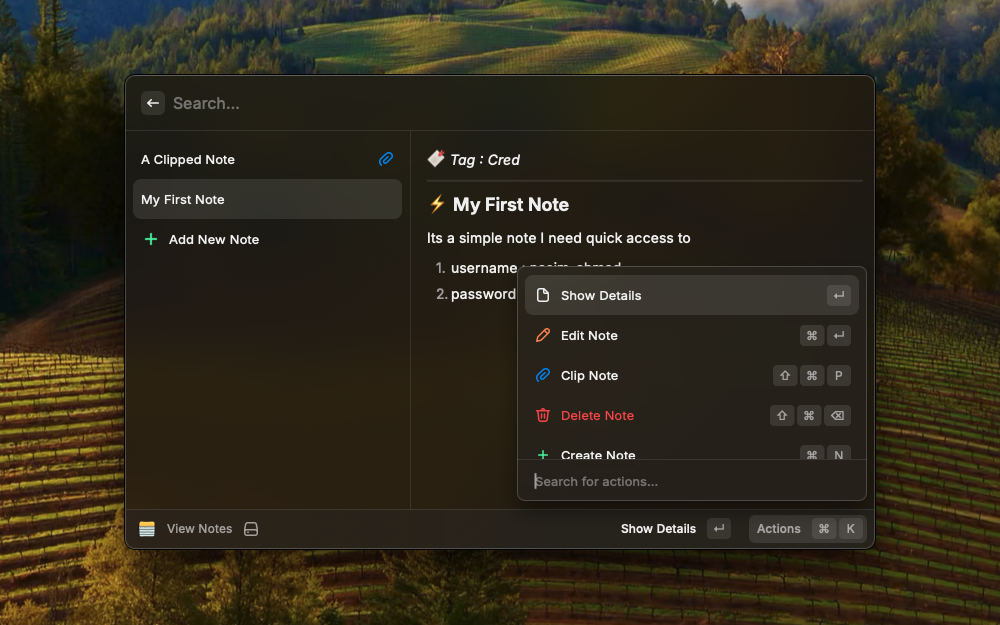 Search...
A Clipped Note
My First Note
Add New Note
Tag : Cred
My First Note
Its a simple note I need quick access to
1. username
2. password
Show Details
Edit Note
⌘
Clip Note
⌘ P
Delete Note
⌘
Create Note
⌘ N
Search for actions...
View Notes
Show Details
Actions ⌘ K